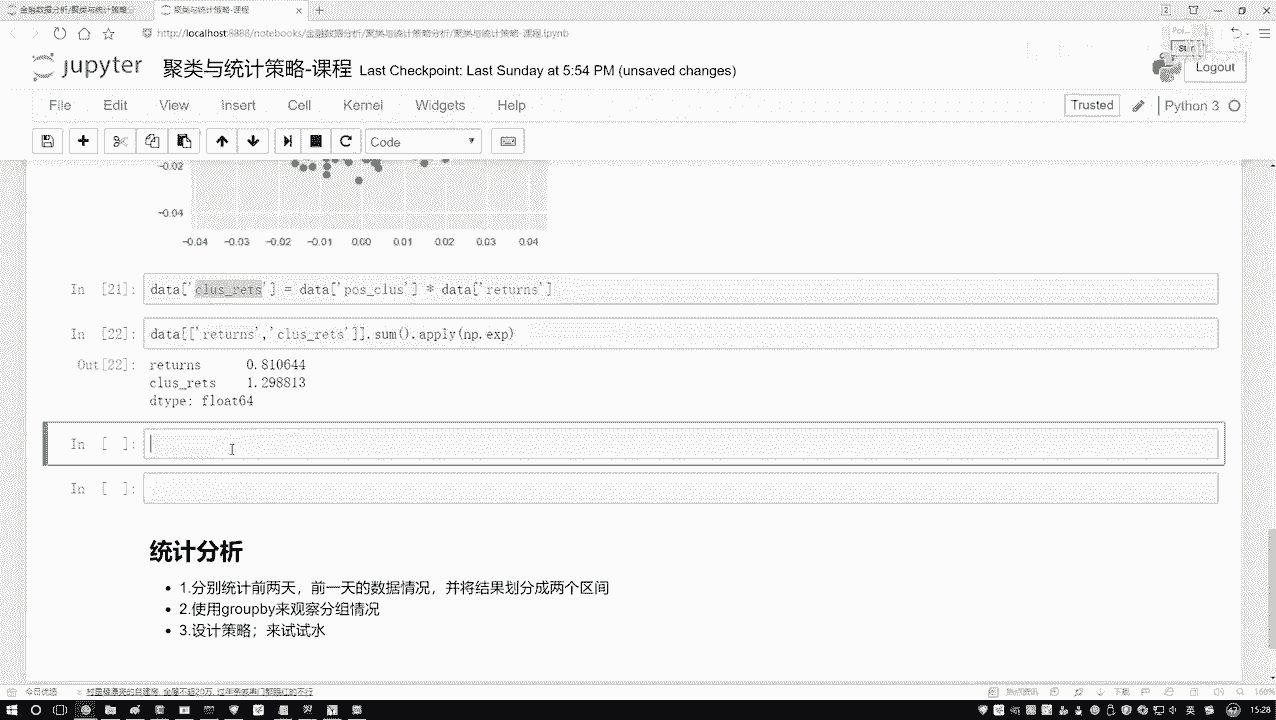 金融数据分析/聚类与统计策略
聚类与统计策略-课程
http://localhost:8888/notebooks/金融数据分析/聚类与统计策略分析/聚类与统计策略-课程.ipynb
jupyter 聚类与统计策略-课程 Last Checkpoint: Last Sunday at 5:54 PM (unsaved changes)
Logout
File Edit View Insert Cell Kernel Widgets Help
Trusted
Python 3
Code
-0.02
-0.04
-0.04 -0.03 -0.02 -0.01 0.00 0.01 0.02 0.03 0.04
In [21]: data['clus_rets'] = data['pos_clus'] * data['returns']
In [22]: data[['returns','clus_rets']].sum().apply(np.exp)
Out[22]: returns 0.810644
clus_rets 1.298813
dtype: float64
In [ ]:
In [ ]:
统计分析
1.分别统计前两天，前一天的数据情况，并将结果划分成两个区间
2.使用groupby来观察分组情况
3.设计策略；来试试水
今日优选
下载
160%
英
15:28